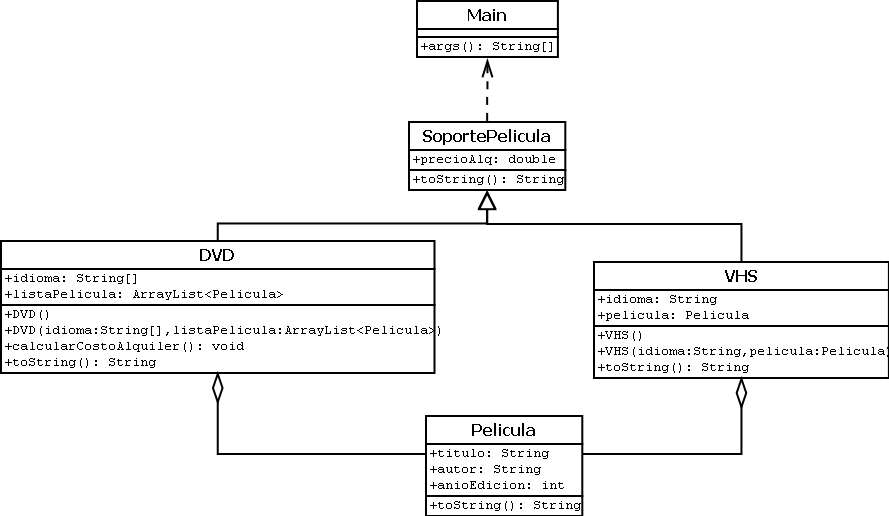 Main
+args(): String[]
SoportePelicula
+precioAlq: double
+toString(): String
DVD
+idioma: String[]
+listaPelicula: ArrayList<Pelicula>
+DVD()
+DVD(idioma:String[],listaPelicula:ArrayList<Pelicula>)
+calcularCostoAlquiler(): void
+toString(): String
VHS
+idioma: String
+pelicula: Pelicula
+VHS()
+VHS(idioma:String,pelicula:Pelicula)
+toString(): String
Pelicula
+titulo: String
+autor: String
+anioEdicion: int
+toString(): String